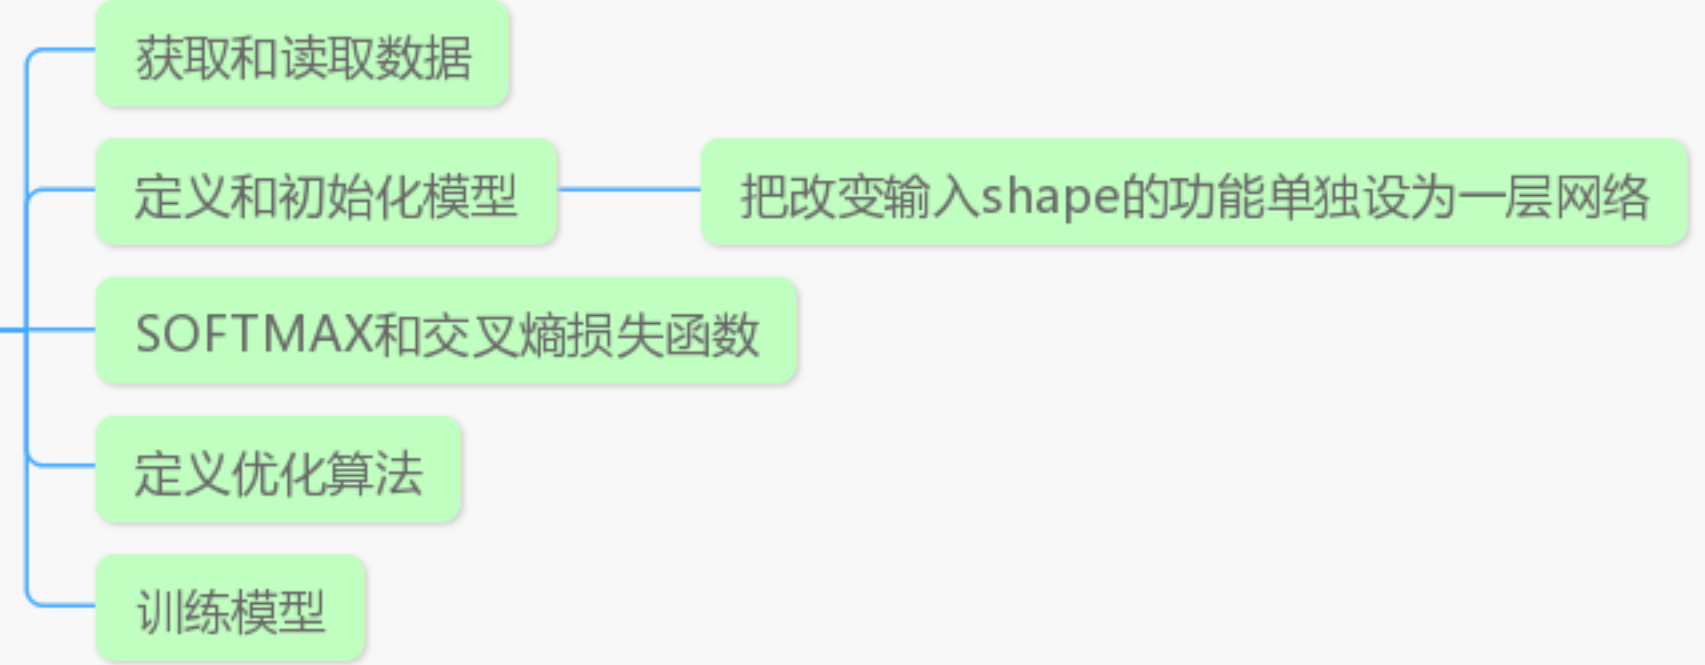 获取和读取数据
定义和初始化模型
把改变输入shape的功能单独设为一层网络
SOFTMAX和交叉熵损失函数
定义优化算法
训练模型